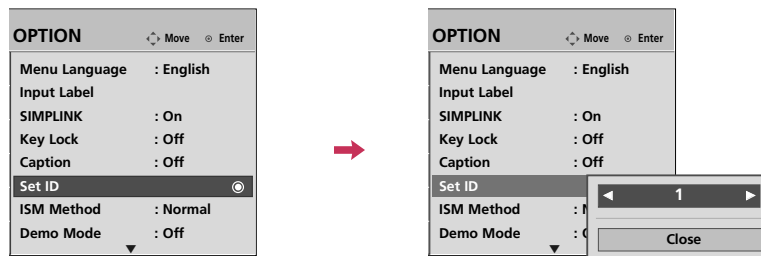 OPTION Move Enter
Menu Language : English
Input Label
SIMPLINK : On
Key Lock : Off
Caption : Off
Set ID
ISM Method : Normal
Demo Mode : Off
OPTION Move Enter
Menu Language : English
Input Label
SIMPLINK : On
Key Lock : Off
Caption : Off
Set ID
ISM Method :
Demo Mode :
1
Close